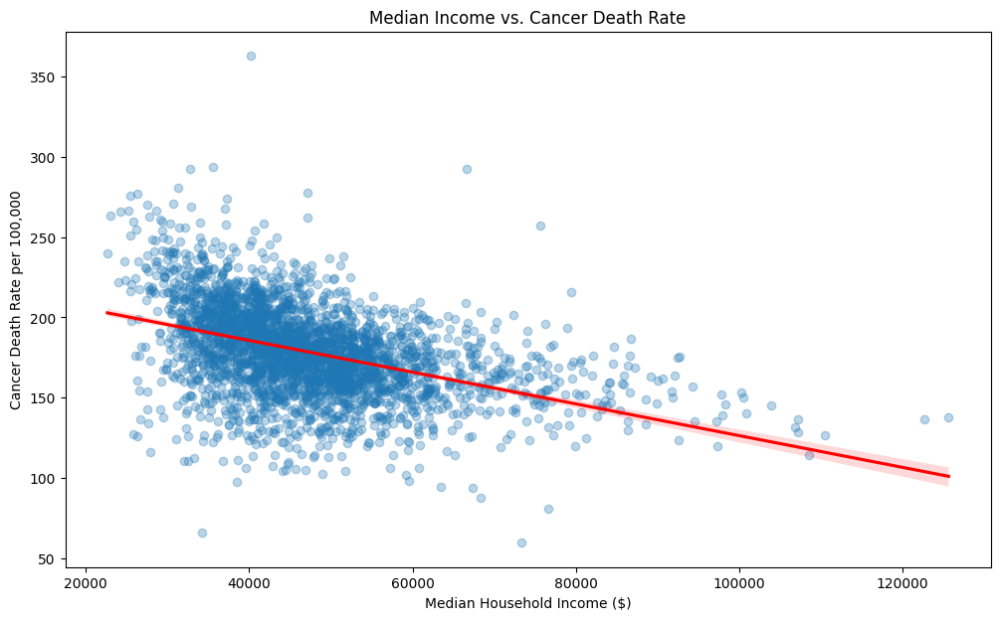 Median Income vs. Cancer Death Rate
350
300
250
200
150
100
50
Cancer Death Rate per 100,000
20000 40000 60000 80000 100000 120000
Median Household Income ($)